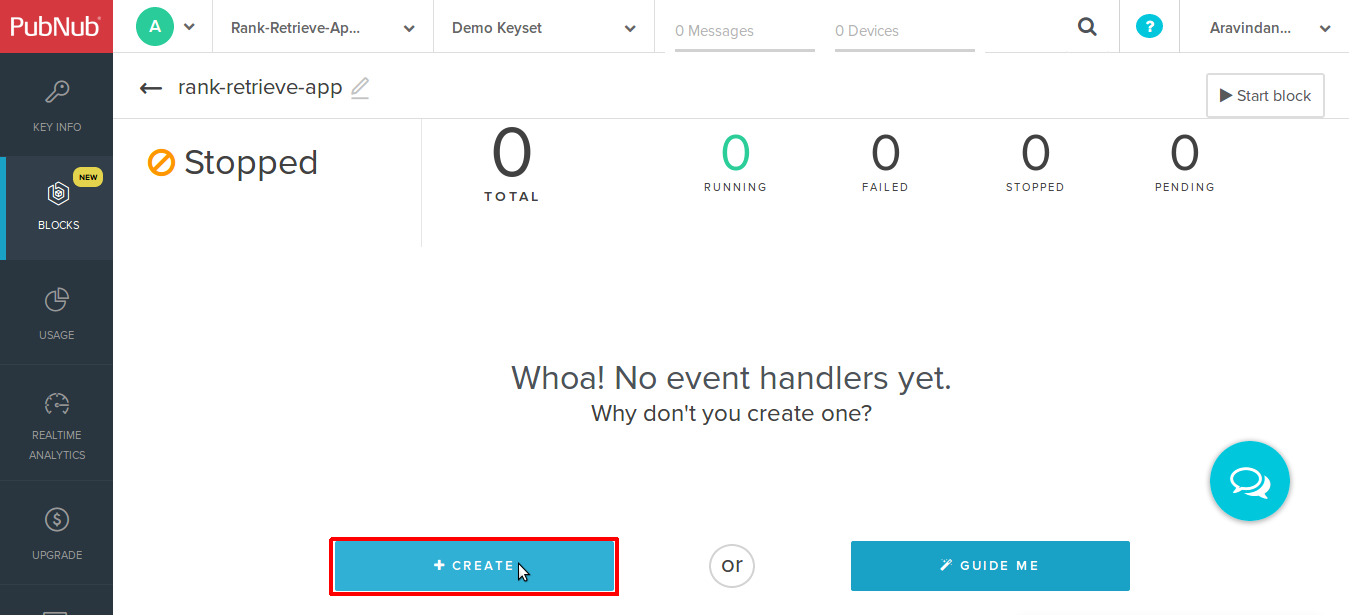 PubNub
A
Rank-Retrieve-Ap...
Demo Keyset
0 Messages
0 Devices
?
Aravindan...
KEY INFO
NEW
BLOCKS
USAGE
REALTIME
ANALYTICS
$
UPGRADE
rank-retrieve-app
Start block
Stopped
0
TOTAL
0
RUNNING
0
FAILED
0
STOPPED
0
PENDING
Whoa! No event handlers yet.
Why don't you create one?
+ CREATE
or
GUIDE ME